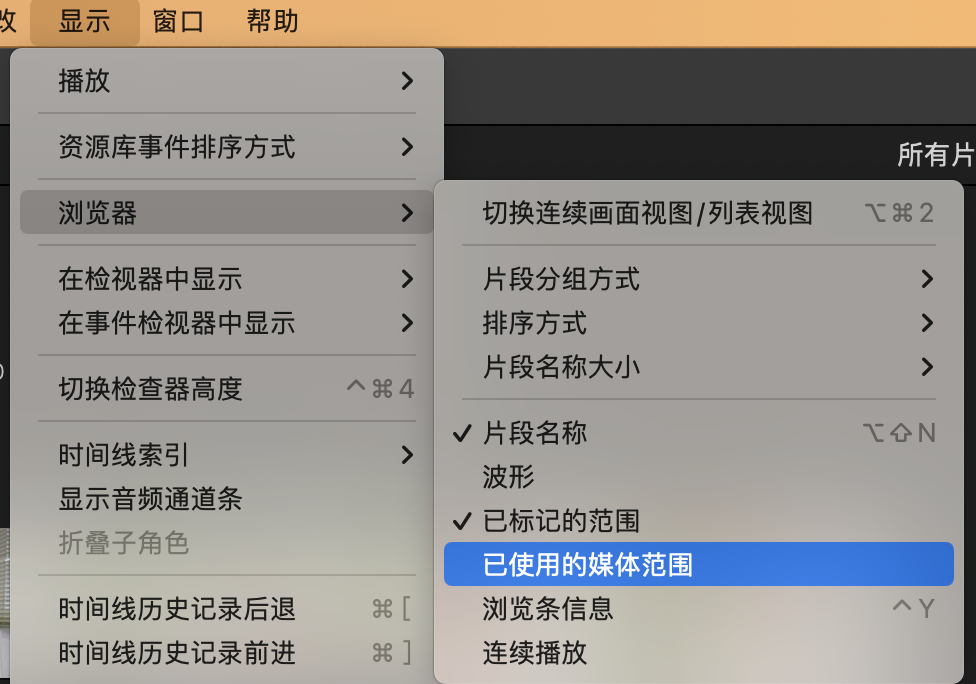 改 显示 窗口 帮助
播放
资源库事件排序方式
所有片
浏览器
切换连续画面视图/列表视图 ⌥⌘2
在检视器中显示
片段分组方式
在事件检视器中显示
排序方式
片段名称大小
切换检查器高度 ^⌘4
片段名称 ⌥⇧N
时间线索引
波形
显示音频通道条
已标记的范围
折叠子角色
已使用的媒体范围
时间线历史记录后退 ⌘[
浏览条信息 ^Y
时间线历史记录前进 ⌘]
连续播放